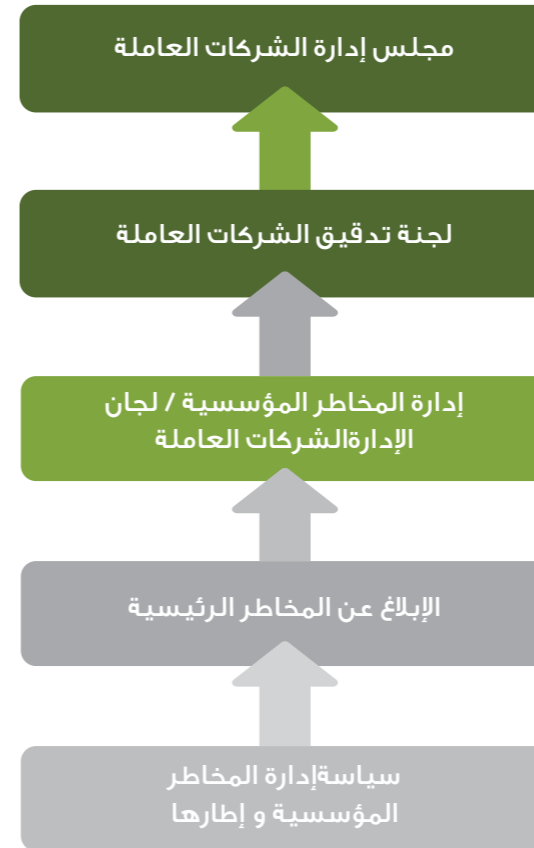 مجلس إدارة الشركات العاملة
لجنة تدقيق الشركات العاملة
إدارة المخاطر المؤسسية / لجان
الإدارةالشركات العاملة
الإبلاغ عن المخاطر الرئيسية
سياسةإدارة المخاطر
المؤسسية و إطارها